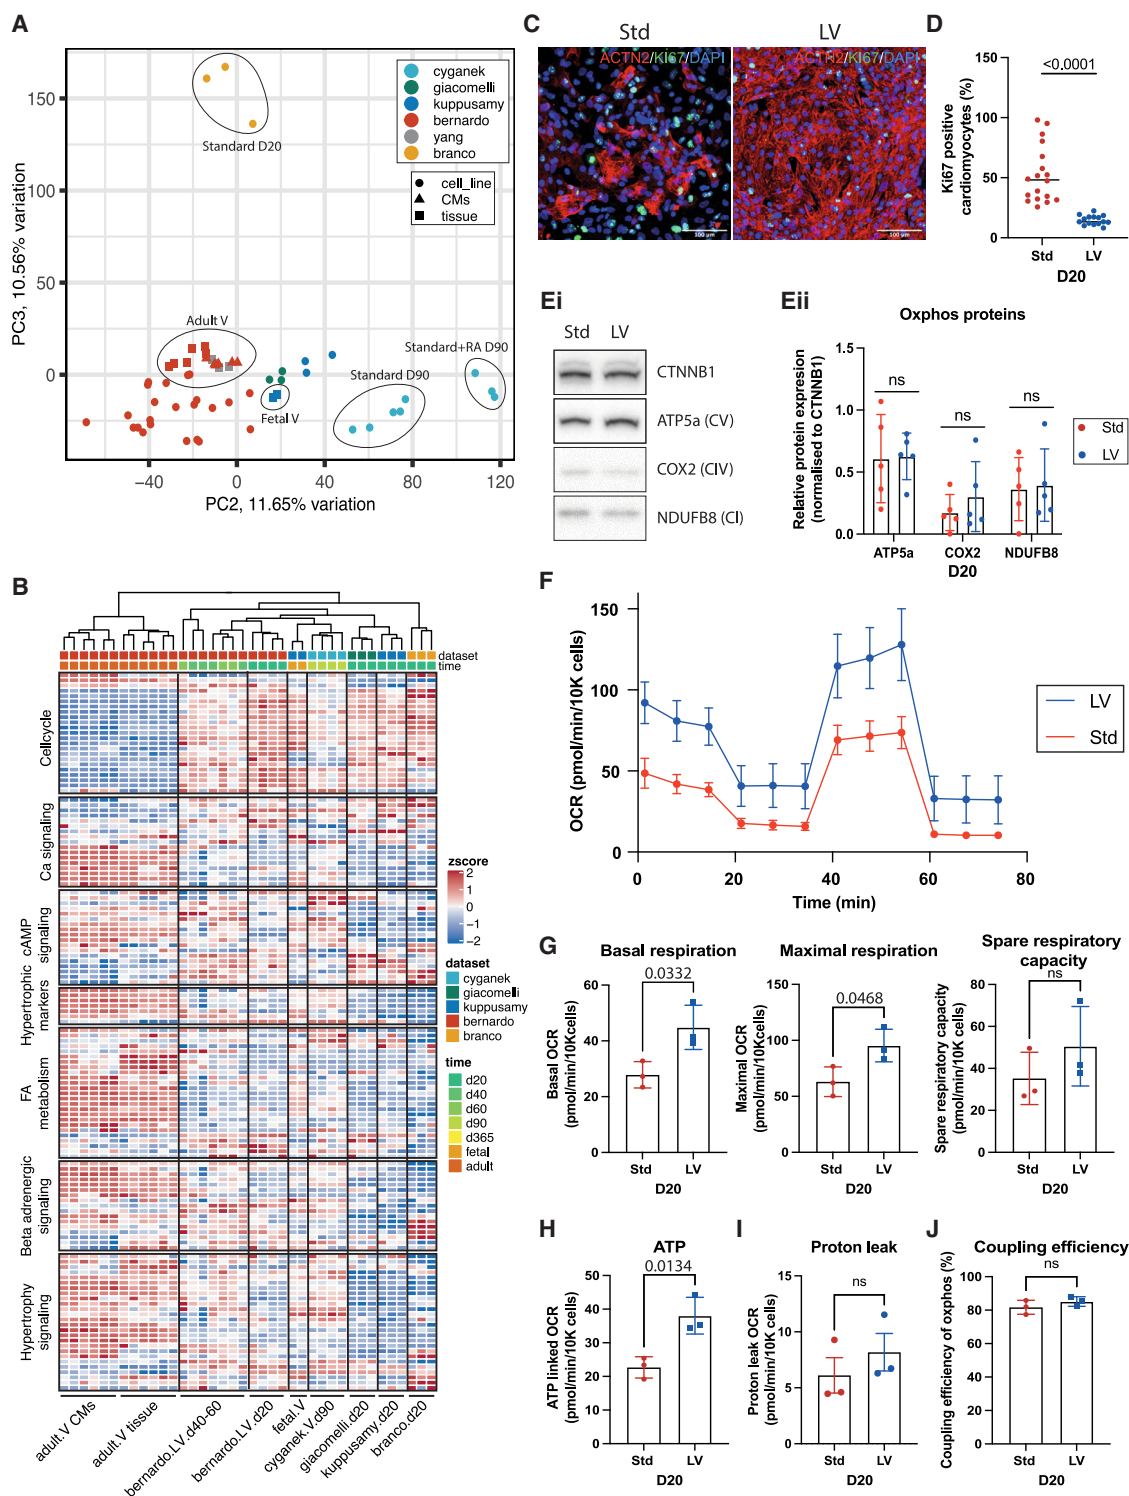 A
PC3, 10.56% variation
150
100
50
0
−40
0
40
80
120
PC2, 11.65% variation
Standard D20
Adult V
Fetal V
Standard D90
Standard+RA D90
cyganek
giacomelli
kuppusamy
bernardo
yang
branco
cell_line
CMs
tissue
C
Std
LV
ACTN2/KI67/DAPI
ACTN2/KI67/DAPI
100 µm
100 µm
D
Ki67 positive
cardiomyocytes (%)
150
100
50
0
<0.0001
Std
LV
D20
Ei
Std
LV
CTNNB1
ATP5a (CV)
COX2 (CIV)
NDUFB8 (CI)
Eii
Oxphos proteins
Relative protein expression
(normalised to CTNNB1)
1.5
1.0
0.5
0.0
ns
ns
ns
ATP5a
COX2
NDUFB8
D20
Std
LV
B
dataset
time
Cellcycle
Ca signaling
cAMP
signaling
Hypertrophic
markers
FA
metabolism
Beta adrenergic
signaling
Hypertrophy
signaling
adult.V CMs
adult.V tissue
bernardo.LV.d40-60
bernardo.LV.d20
fetal.V
cyganek.V.d90
giacomelli.d20
kuppusamy.d20
branco.d20
zscore
2
1
0
−1
−2
dataset
cyganek
giacomelli
kuppusamy
bernardo
branco
time
d20
d40
d60
d90
d365
fetal
adult
F
OCR (pmol/min/10K cells)
150
100
50
0
0
20
40
60
80
Time (min)
LV
Std
G
Basal respiration
0.0332
Basal OCR
(pmol/min/10Kcells)
60
40
20
0
Std
LV
D20
Maximal respiration
0.0468
Maximal OCR
(pmol/min/10Kcells)
150
100
50
0
Std
LV
D20
Spare respiratory
capacity
ns
Spare respiratory capacity
(pmol/min/10K cells)
80
60
40
20
0
Std
LV
D20
H
ATP
0.0134
ATP linked OCR
(pmol/min/10K cells)
50
40
30
20
10
0
Std
LV
D20
I
Proton leak
ns
Proton leak OCR
(pmol/min/10K cells)
15
10
5
0
Std
LV
D20
J
Coupling efficiency
ns
Coupling efficiency of oxphos (%)
100
80
60
40
20
0
Std
LV
D20